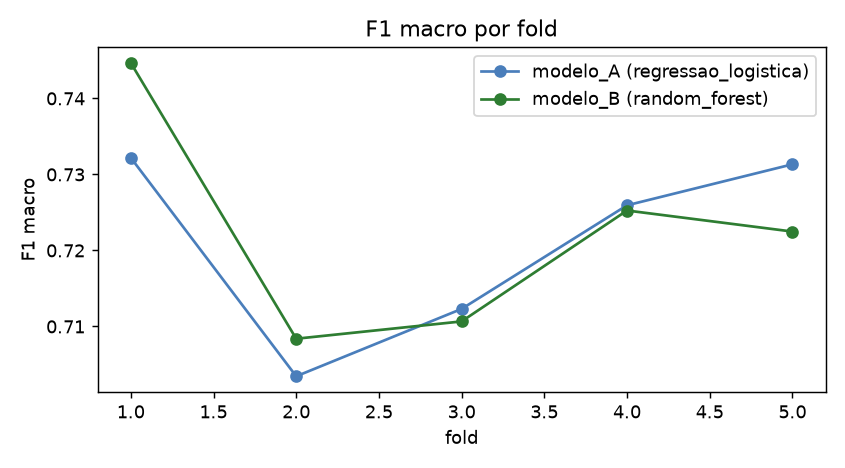 F1 macro por fold
modelo_A (regressao_logistica)
modelo_B (random_forest)
0.74
0.73
0.72
0.71
F1 macro
1.0 1.5 2.0 2.5 3.0 3.5 4.0 4.5 5.0
fold